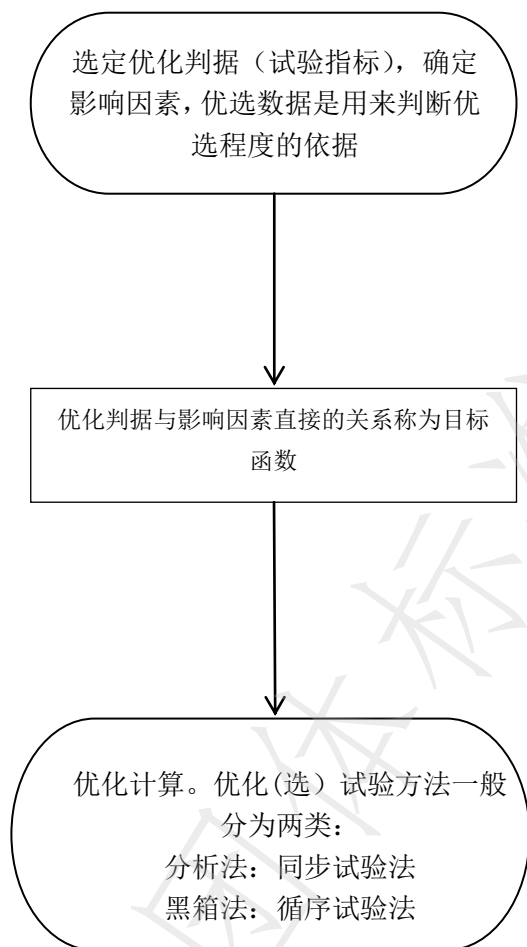 选定优化判据（试验指标），确定
影响因素，优选数据是用来判断优
选程度的依据
优化判据与影响因素直接的关系称为目标
函数
优化计算。优化(选）试验方法一般
分为两类：
分析法：同步试验法
黑箱法：循序试验法
团体标